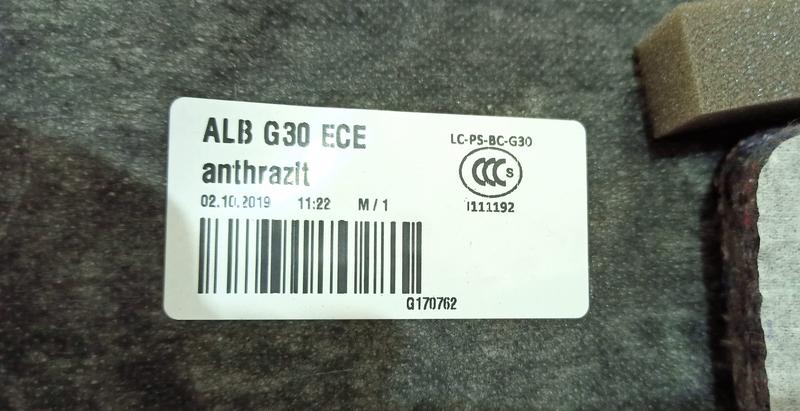 ALB G30 ECE
anthrazit
02.10.2019 11:22 M / 1
G170762
LC-PS-BC-G30
CCC S
I111192